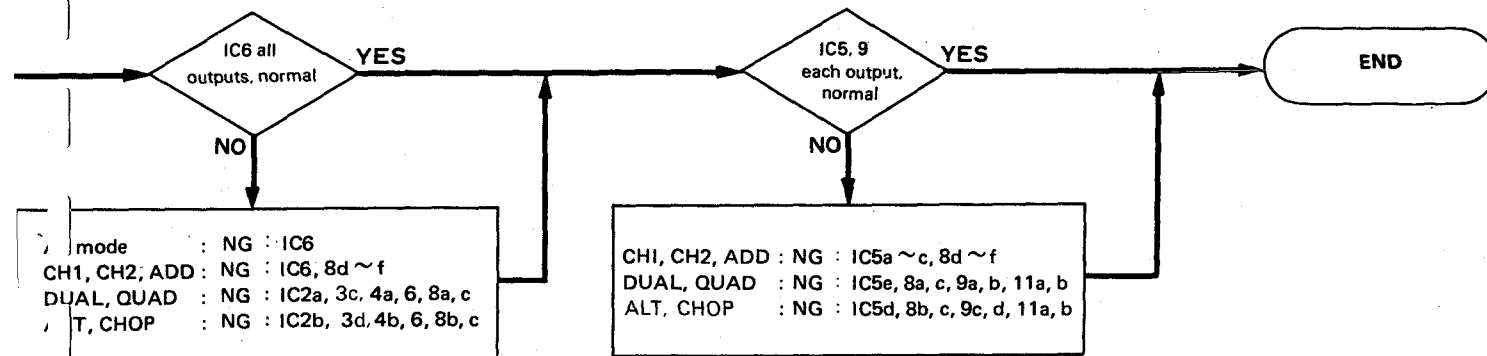 IC6 all
outputs, normal
YES
NO
mode : NG : IC6
CH1, CH2, ADD : NG : IC6, 8d ~ f
DUAL, QUAD : NG : IC2a, 3c, 4a, 6, 8a, c
T, CHOP : NG : IC2b, 3d, 4b, 6, 8b, c
IC5, 9
each output,
normal
YES
NO
CHI, CH2, ADD : NG : IC5a ~ c, 8d ~ f
DUAL, QUAD : NG : IC5e, 8a, c, 9a, b, 11a, b
ALT, CHOP : NG : IC5d, 8b, c, 9c, d, 11a, b
END